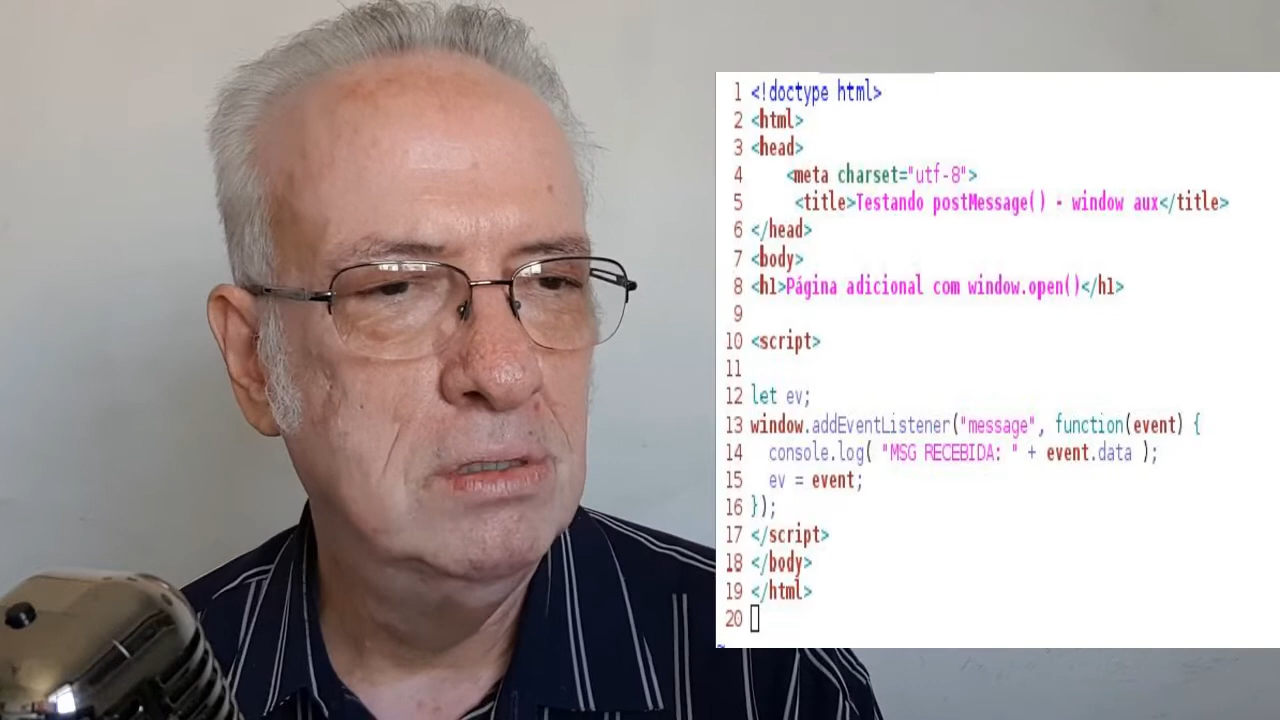 1 <!doctype html>
2 <html>
3 <head>
4     <meta charset="utf-8">
5      <title>Testando postMessage() - window aux</title>
6 </head>
7 <body>
8 <h1>Página adicional com window.open()</h1>
9
10 <script>
11
12 let ev;
13 window.addEventListener("message", function(event) {
14   console.log( "MSG RECEBIDA: " + event.data );
15   ev = event;
16 });
17 </script>
18 </body>
19 </html>
20
~